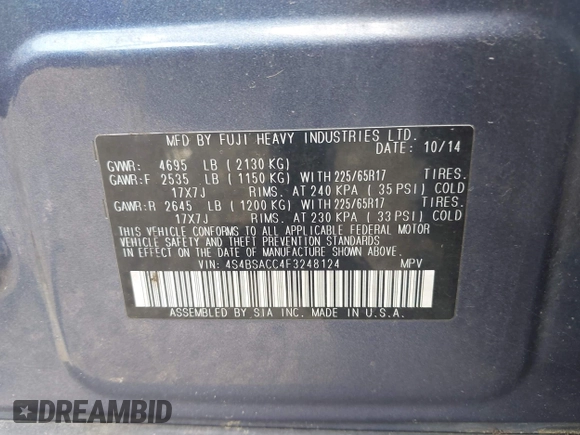 MFD BY FUJI HEAVY INDUSTRIES LTD.
DATE: 10/14
GVWR: 4695 LB ( 2130 KG)
GAWR:F 2535 LB ( 1150 KG) WITH 225/65R17 TIRES.
17X7J RIMS. AT 240 KPA ( 35 PSI) COLD
GAWR:R 2645 LB ( 1200 KG) WITH 225/65R17 TIRES.
17X7J RIMS. AT 230 KPA ( 33 PSI) COLD
THIS VEHICLE CONFORMS TO ALL APPLICABLE FEDERAL MOTOR
VEHICLE SAFETY AND THEFT PREVENTION STANDARDS
IN EFFECT ON THE DATE OF MANUFACTURE SHOWN ABOVE.
VIN: 4S4BSACC4F3248124 MPV
ASSEMBLED BY SIA INC. MADE IN U.S.A.
DREAMBID